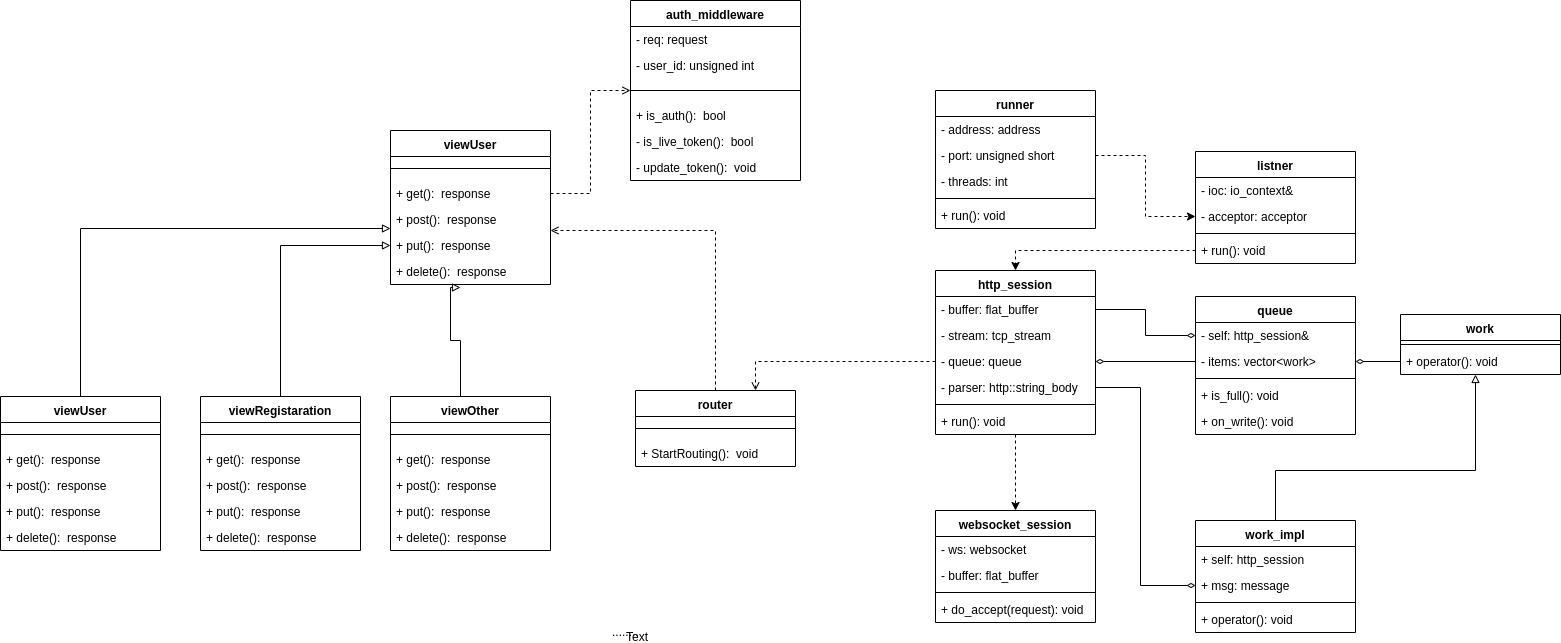 auth_middleware
- req: request
- user_id: unsigned int
+ is_auth():  bool
- is_live_token():  bool
- update_token():  void
viewUser
+ get():  response
+ post():  response
+ put():  response
+ delete():  response
runner
- address: address
- port: unsigned short
- threads: int
+ run(): void
listner
- ioc: io_context&
- acceptor: acceptor
+ run(): void
http_session
- buffer: flat_buffer
- stream: tcp_stream
- queue: queue
- parser: http::string_body
+ run(): void
queue
- self: http_session&
- items: vector<work>
+ is_full(): void
+ on_write(): void
work
+ operator(): void
viewUser
+ get():  response
+ post():  response
+ put():  response
+ delete():  response
viewRegistaration
+ get():  response
+ post():  response
+ put():  response
+ delete():  response
viewOther
+ get():  response
+ post():  response
+ put():  response
+ delete():  response
router
+ StartRouting():  void
websocket_session
- ws: websocket
- buffer: flat_buffer
+ do_accept(request): void
work_impl
+ self: http_session
+ msg: message
+ operator(): void
Text